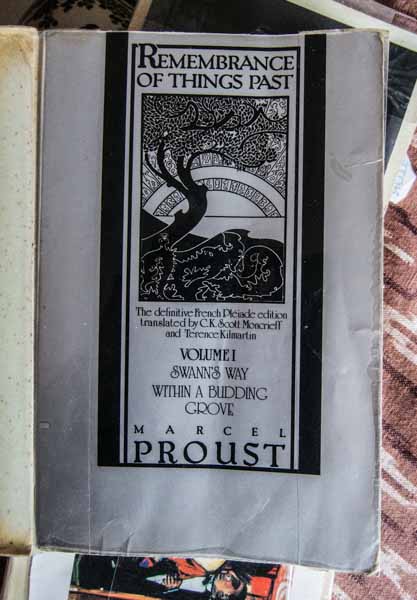 REMEMBRANCE
OF THINGS PAST
The definitive French Pleiade edition
translated by C.K. Scott Moncrieff
and Terence Kilmartin
VOLUME I
SWANN'S WAY
WITHIN A BUDDING
GROVE
MARCEL
PROUST